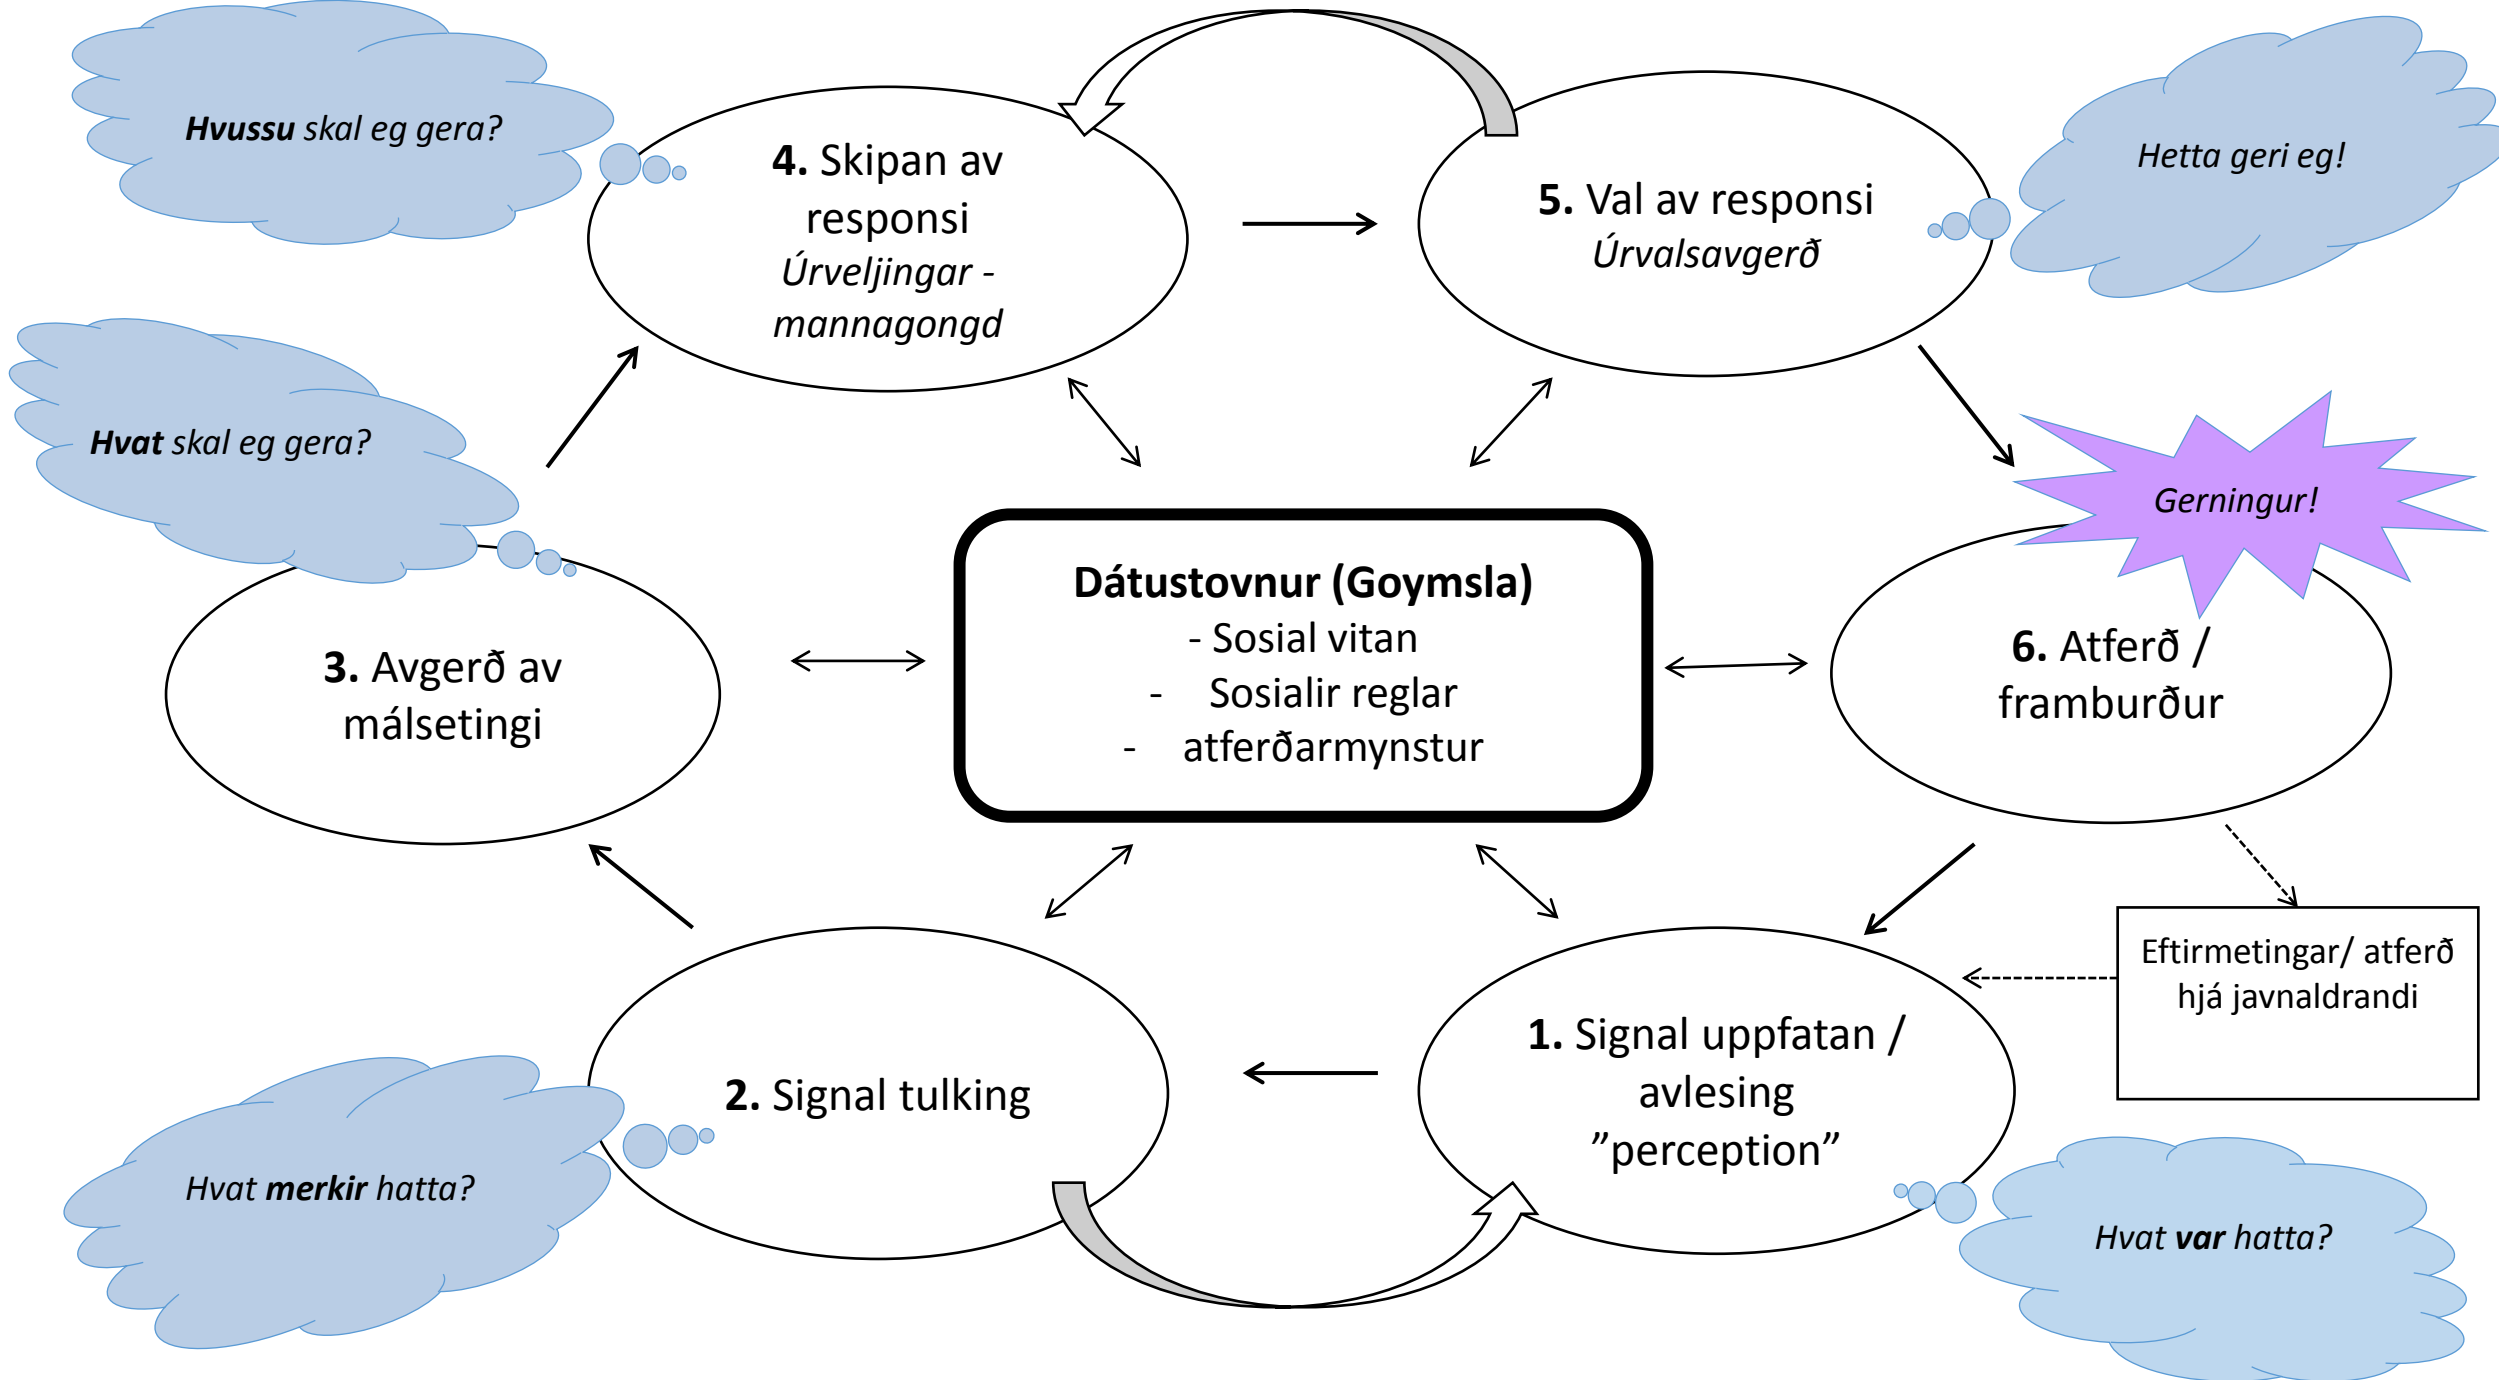 Hvussu skal eg gera?
4. Skipan av
responsi
Úrveljingar -
mannagongd
5. Val av responsi
Úrvalsavgerð
Hetta geri eg!
Hvat skal eg gera?
Gerningur!
3. Avgerð av
málsetingi
Dátustovnur (Goymsla)
- Sosial vitan
- Sosialir reglar
- atferðarmynstur
6. Atferð /
framburður
Eftirmetingar/ atferð
hjá javnaldrandi
2. Signal tulking
1. Signal uppfatan /
avlesing
”perception”
Hvat merkir hatta?
Hvat var hatta?